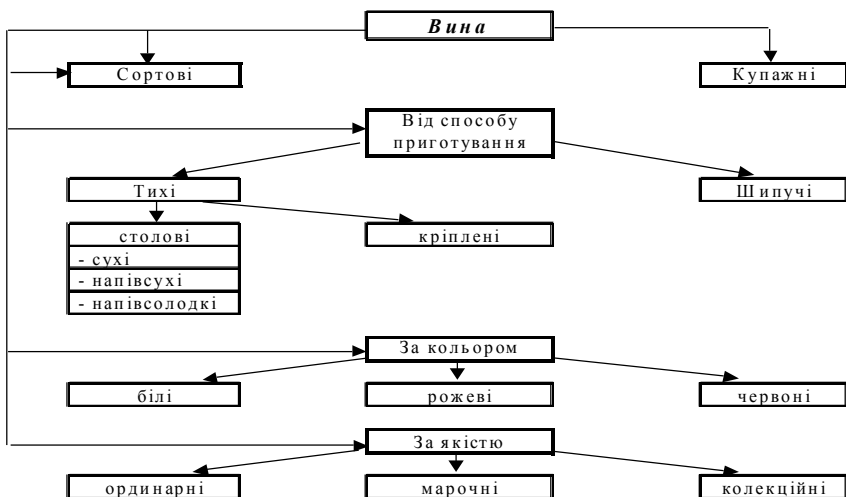 Вина
Сортові
Купажні
Від способу
приготування
Тихі
Шипучі
столові
кріплені
- сухі
- напівсухі
- напівсолодкі
За кольором
білі
рожеві
червоні
За якістю
ординарні
марочні
колекційні